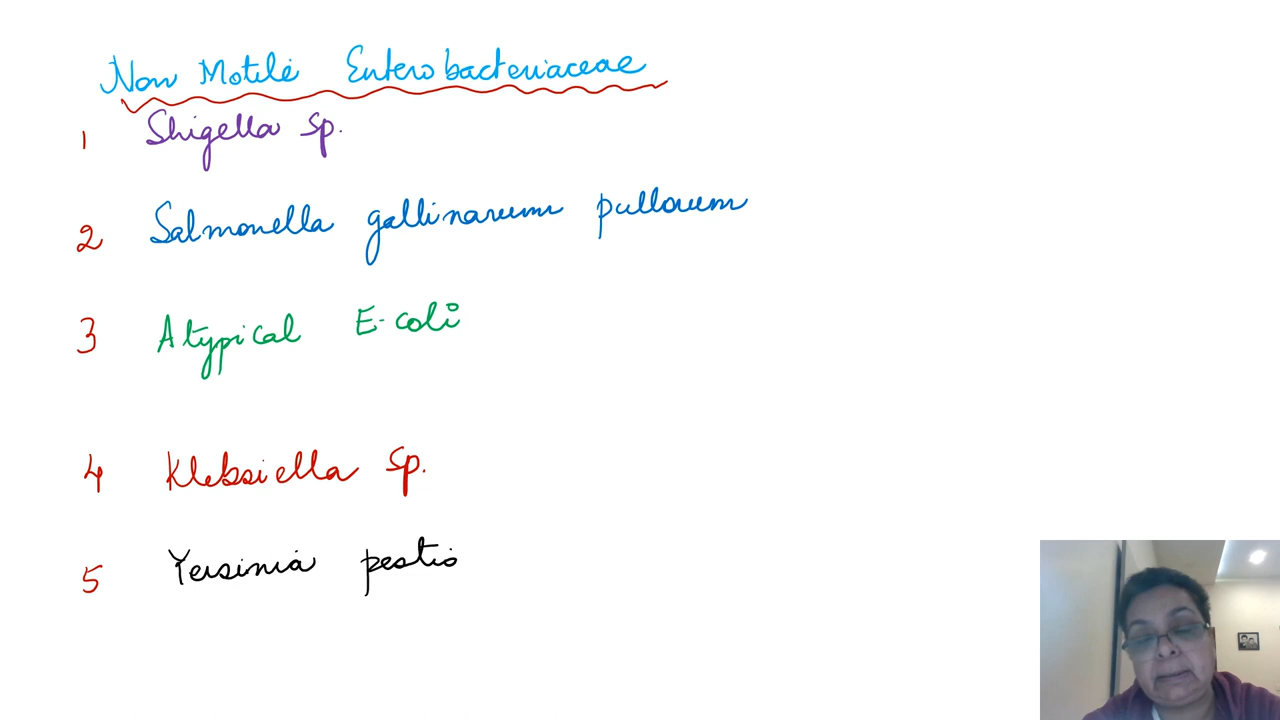 Non Motile Enterobacteriaceae
1 Shigella Sp.
2 Salmonella gallinarum pullorum
3 Atypical E-coli
4 Klebsiella Sp.
5 Yersinia pestis